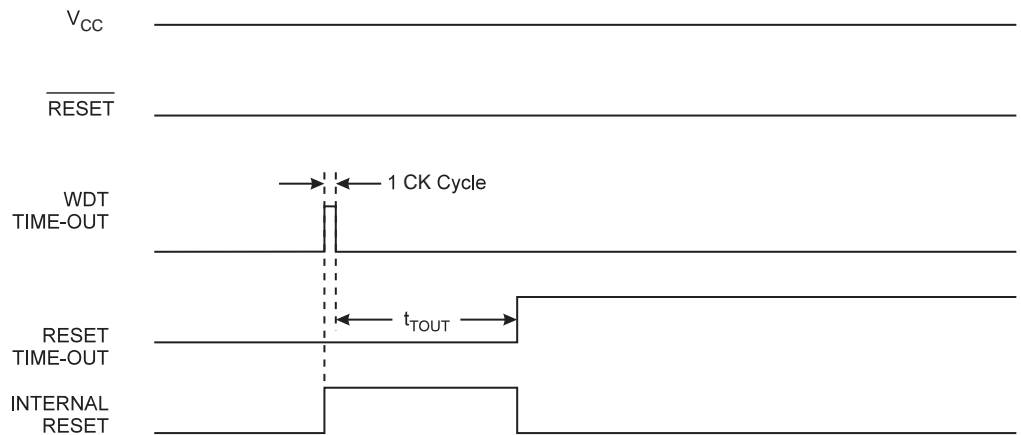 VCC
RESET
1 CK Cycle
WDT
TIME-OUT
tTOUT
RESET
TIME-OUT
INTERNAL
RESET